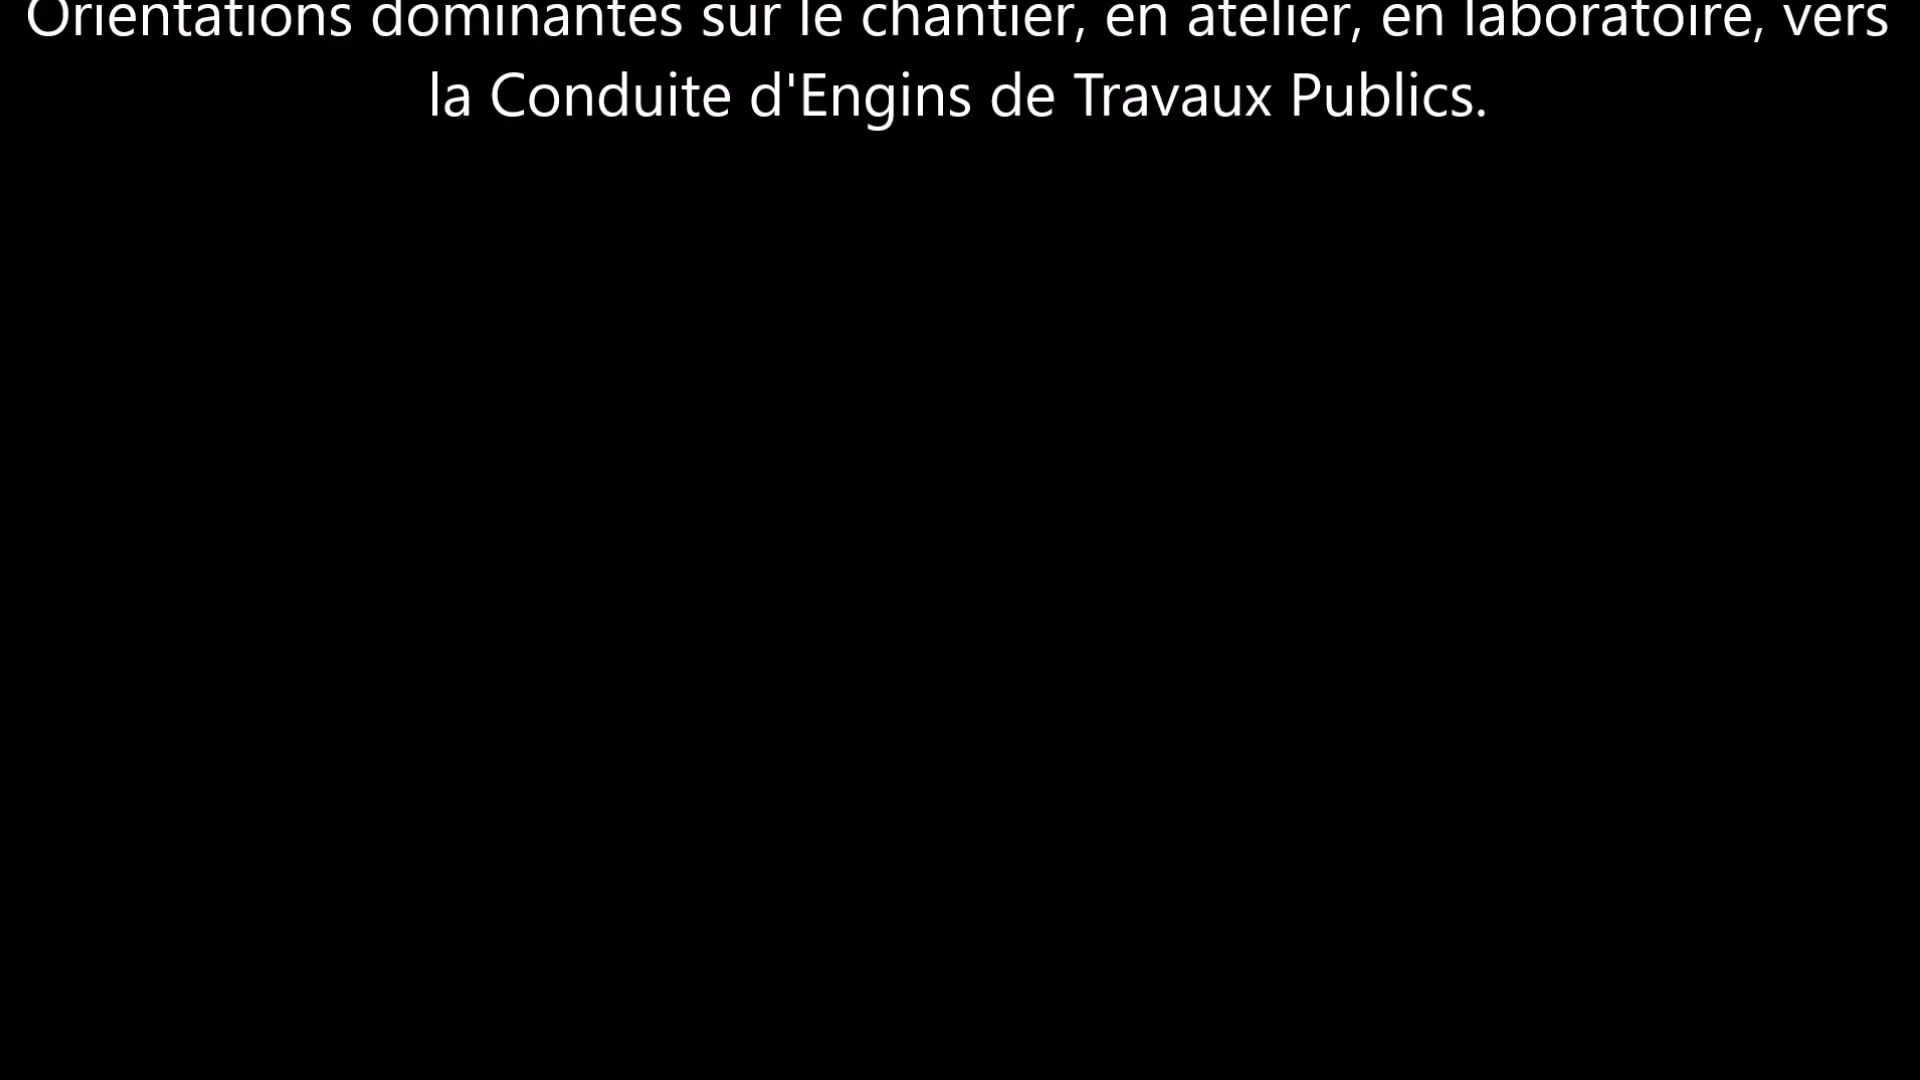 Orientations dominantes sur le chantier, en atelier, en laboratoire, vers
la Conduite d'Engins de Travaux Publics.